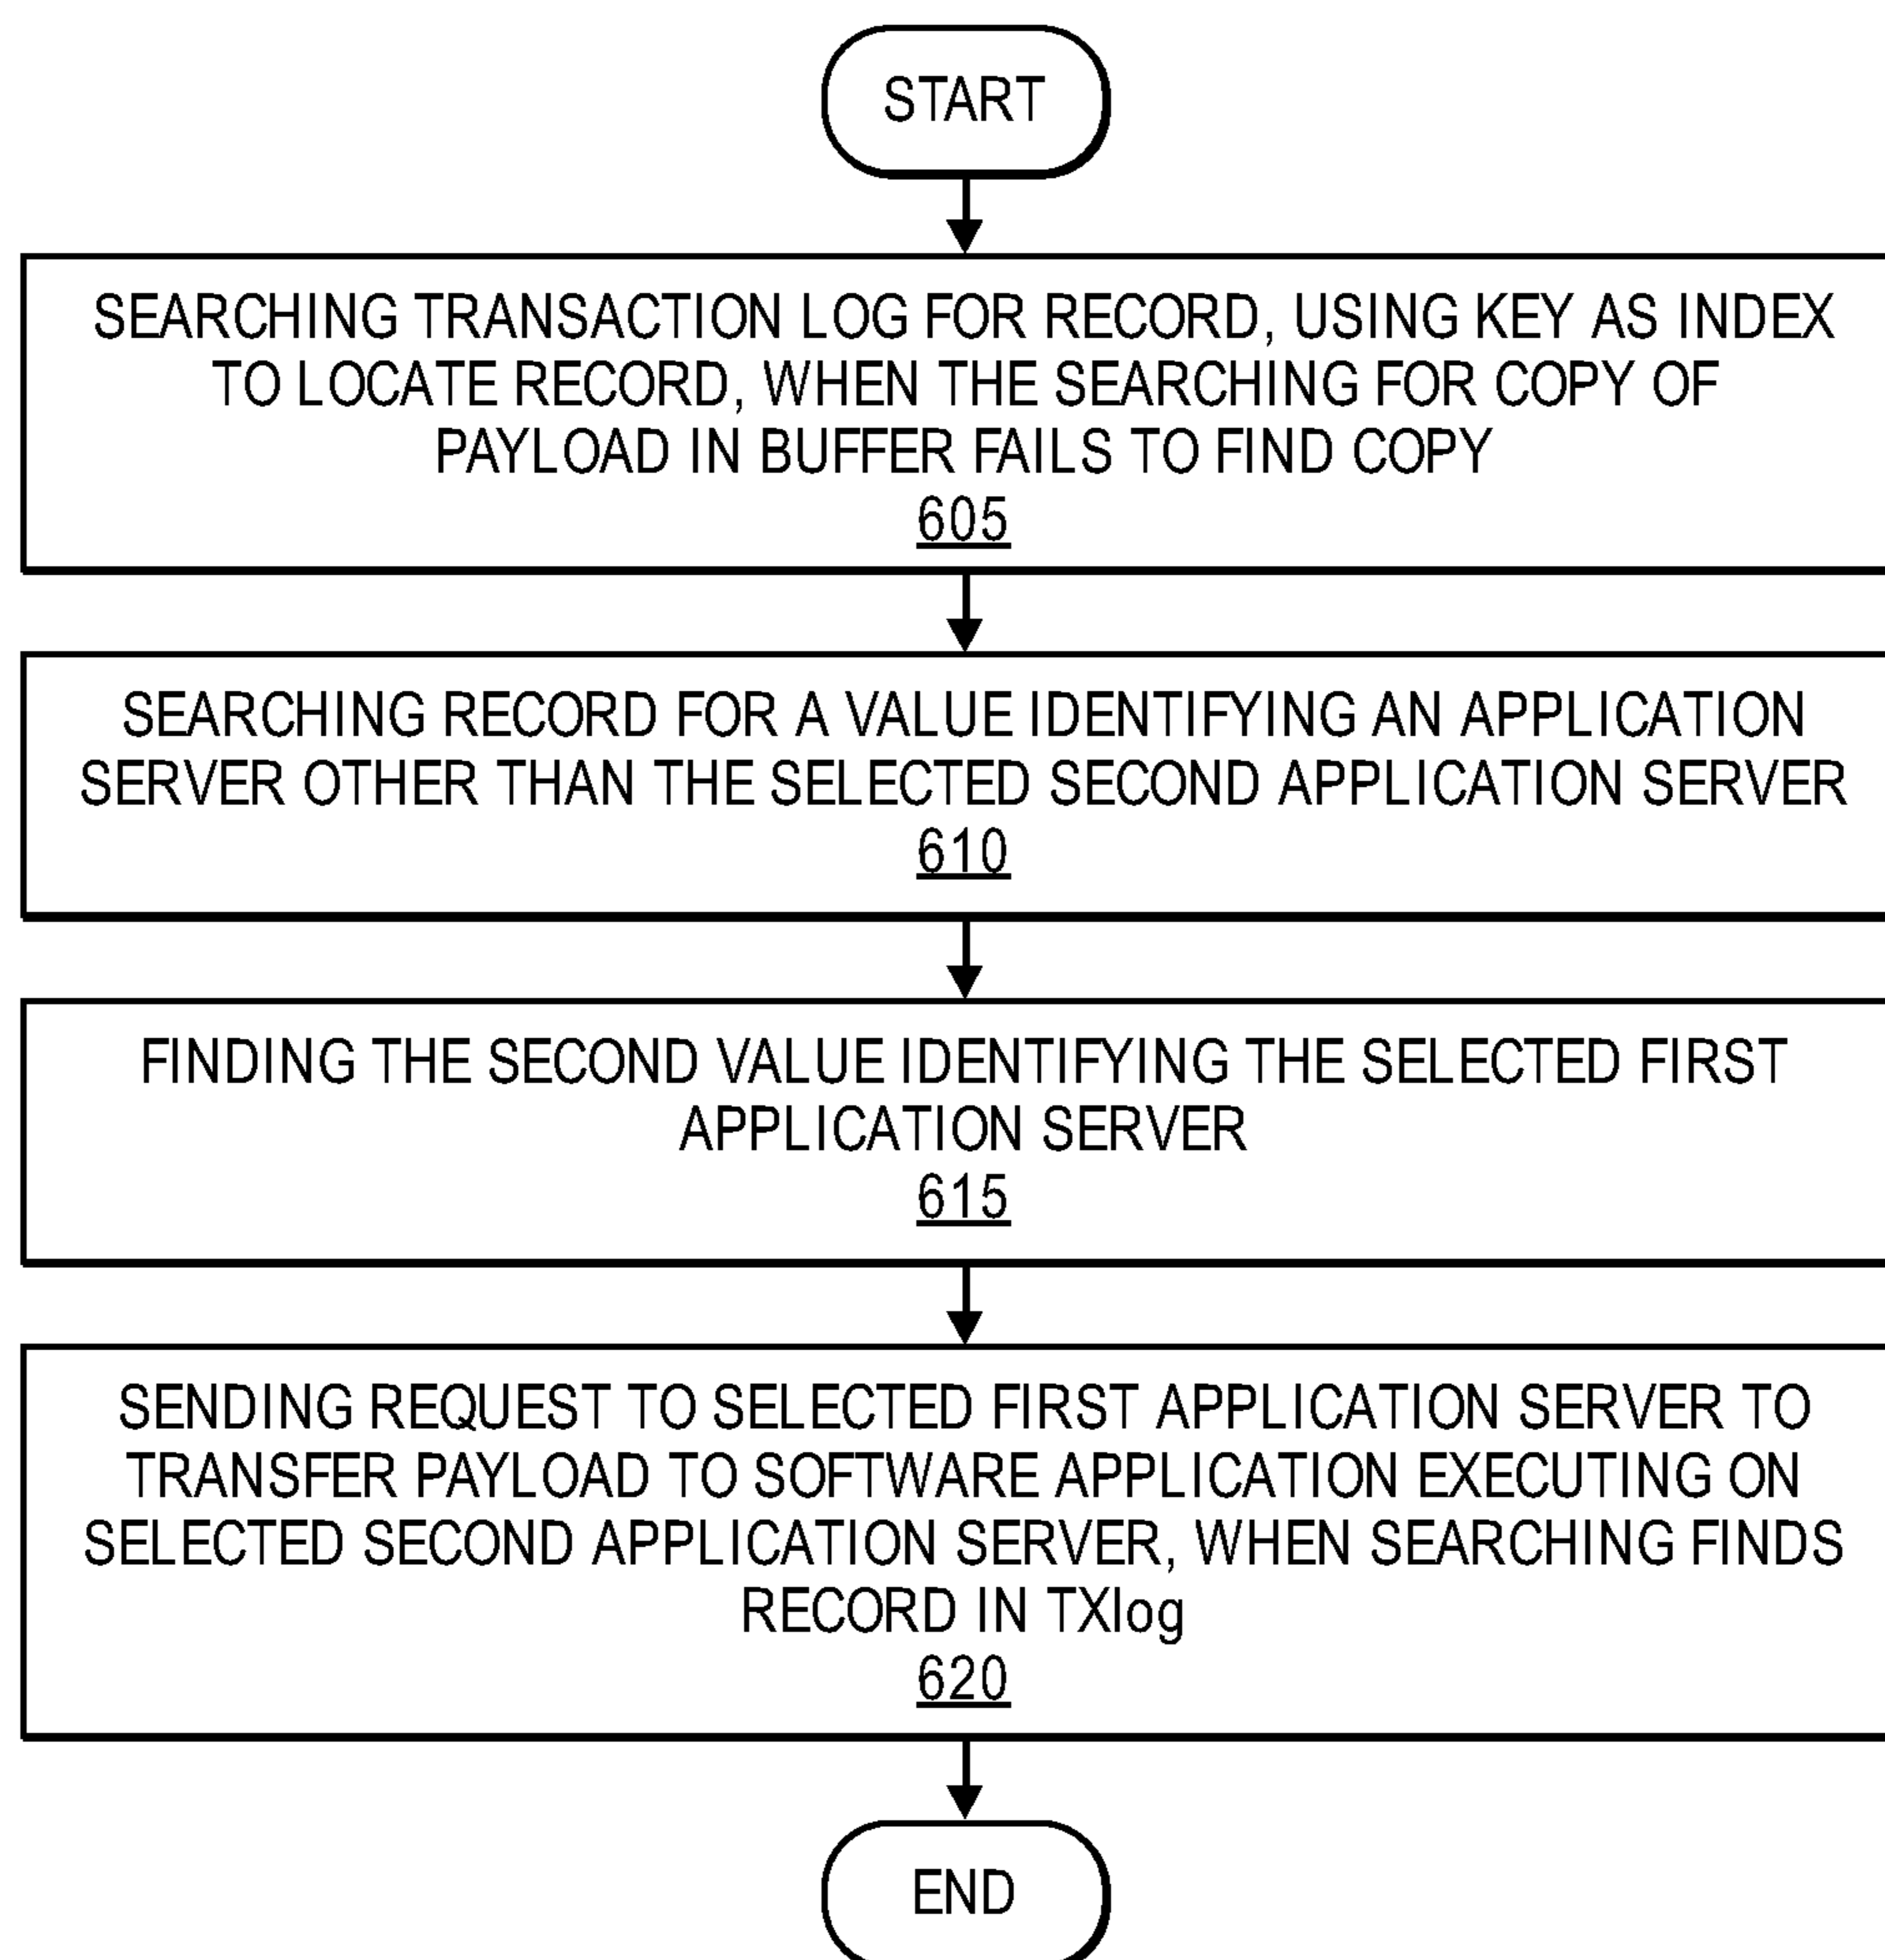 START
SEARCHING TRANSACTION LOG FOR RECORD, USING KEY AS INDEX
TO LOCATE RECORD, WHEN THE SEARCHING FOR COPY OF
PAYLOAD IN BUFFER FAILS TO FIND COPY
605
SEARCHING RECORD FOR A VALUE IDENTIFYING AN APPLICATION
SERVER OTHER THAN THE SELECTED SECOND APPLICATION SERVER
610
FINDING THE SECOND VALUE IDENTIFYING THE SELECTED FIRST
APPLICATION SERVER
615
SENDING REQUEST TO SELECTED FIRST APPLICATION SERVER TO
TRANSFER PAYLOAD TO SOFTWARE APPLICATION EXECUTING ON
SELECTED SECOND APPLICATION SERVER, WHEN SEARCHING FINDS
RECORD IN TXlog
620
END